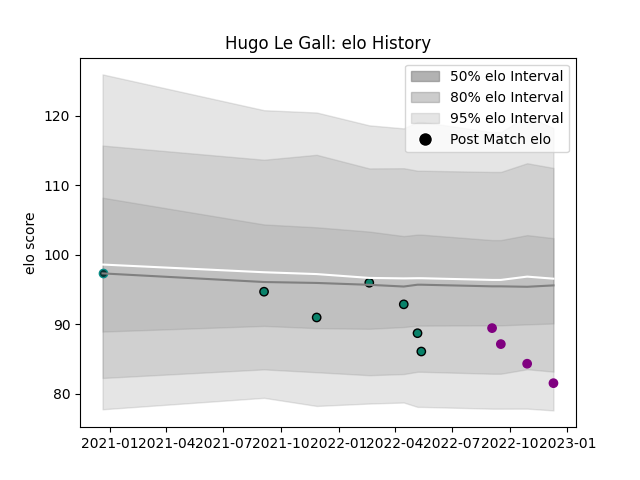 Hugo Le Gall: elo History
50% elo Interval
80% elo Interval
95% elo Interval
Post Match elo
elo score
120
110
100
90
80
2021-01 2021-04 2021-07 2021-10 2022-01 2022-04 2022-07 2022-10 2023-01